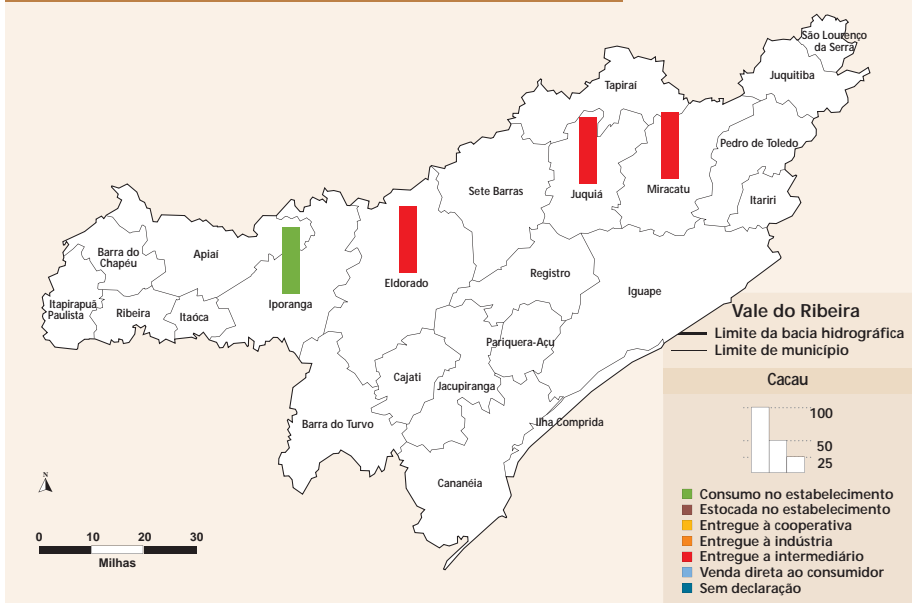 São Lourenço
da Serra
Juquitiba
Tapiraí
Pedro de Toledo
Sete Barras
Juquiá
Miracatu
Itariri
Barra do
Chapéu
Apiaí
Registro
Eldorado
Iguape
Itapirapuã
Paulista
Ribeira
Itaóca
Iporanga
Pariquera-Açu
Cajati
Jacupiranga
Barra do Turvo
Ilha Comprida
Cananéia
N
0 10 20 30
Milhas
Vale do Ribeira
Limite da bacia hidrográfica
Limite de município
Cacau
100
50
25
Consumo no estabelecimento
Estocada no estabelecimento
Entregue à cooperativa
Entregue à indústria
Entregue a intermediário
Venda direta ao consumidor
Sem declaração